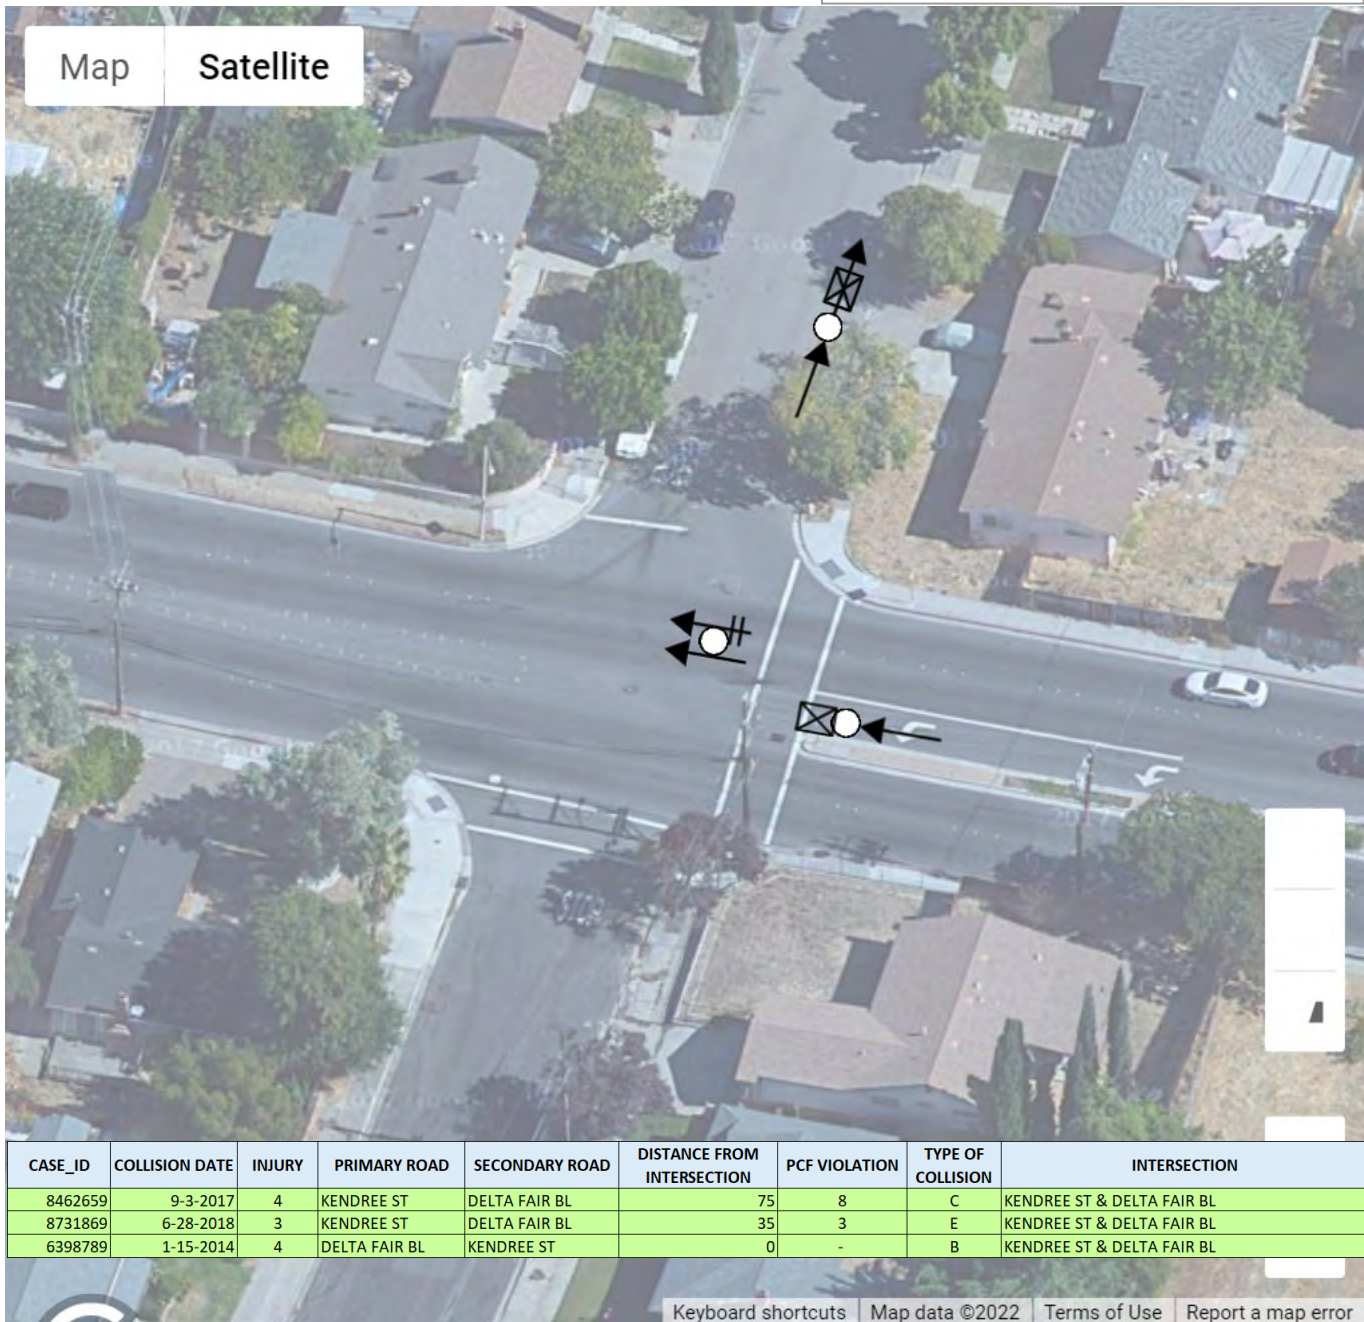 Map Satellite
CASE_ID COLLISION DATE INJURY PRIMARY ROAD SECONDARY ROAD DISTANCE FROM INTERSECTION PCF VIOLATION TYPE OF COLLISION INTERSECTION
8462659 9-3-2017 4 KENDREE ST DELTA FAIR BL 75 8 C KENDREE ST & DELTA FAIR BL
8731869 6-28-2018 3 KENDREE ST DELTA FAIR BL 35 3 E KENDREE ST & DELTA FAIR BL
6398789 1-15-2014 4 DELTA FAIR BL KENDREE ST 0 - B KENDREE ST & DELTA FAIR BL
Keyboard shortcuts Map data ©2022 Terms of Use Report a map error